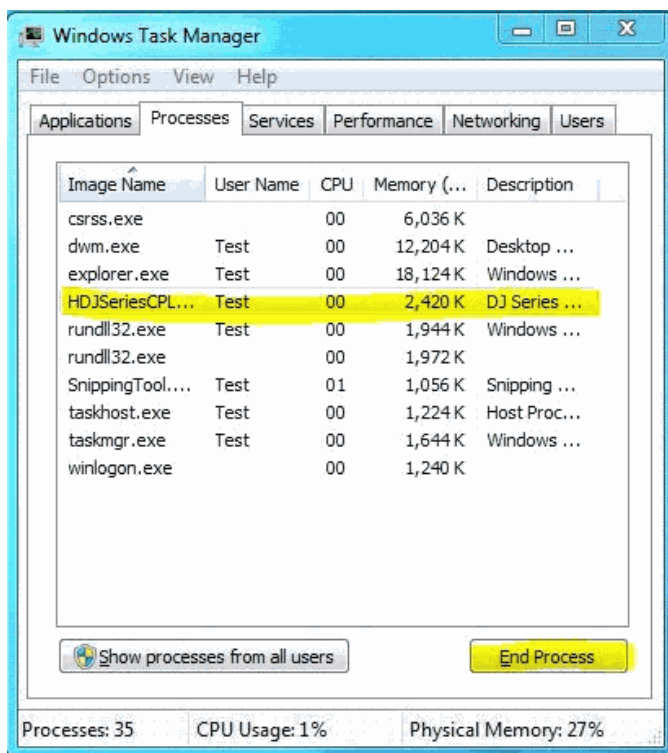 Windows Task Manager
File Options View Help
Applications Processes Services Performance Networking Users
Image Name User Name CPU Memory (... Description
csrss.exe 00 6,036 K
dwm.exe Test 00 12,204 K Desktop ...
explorer.exe Test 00 18,124 K Windows ...
HDJSeriesCPL... Test 00 2,420 K DJ Series ...
rundll32.exe Test 00 1,944 K Windows ...
rundll32.exe 00 1,972 K
SnippingTool.... Test 01 1,056 K Snipping ...
taskhost.exe Test 00 1,224 K Host Proc...
taskmgr.exe Test 00 1,644 K Windows ...
winlogon.exe 00 1,240 K
Show processes from all users End Process
Processes: 35 CPU Usage: 1% Physical Memory: 27%